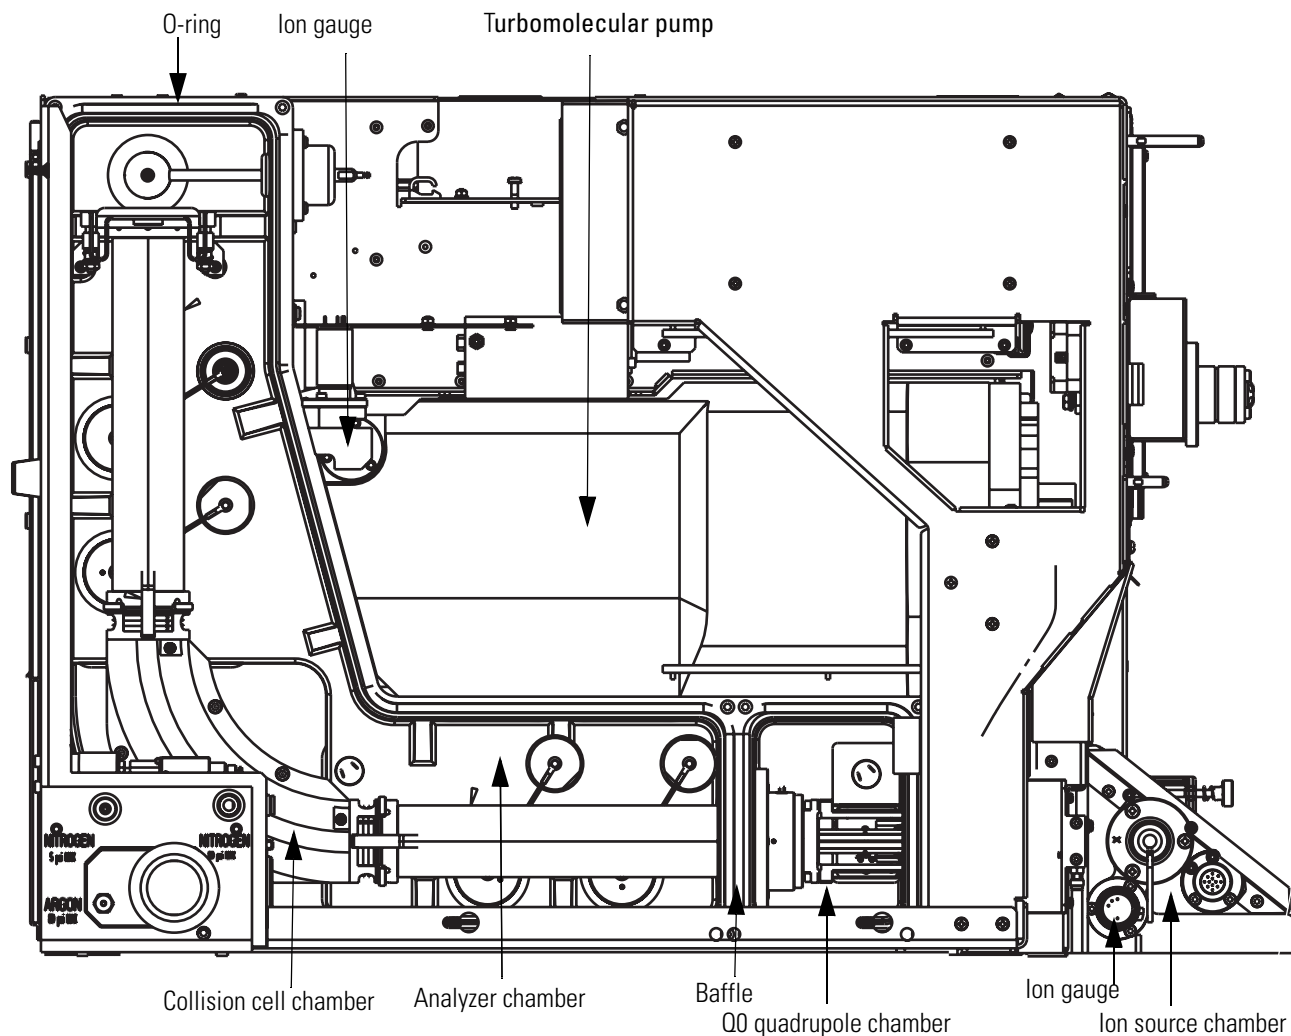 O-ring
Ion gauge
Turbomolecular pump
NITROGEN
NITROGEN
ARGON
Collision cell chamber
Analyzer chamber
Baffle
Q0 quadrupole chamber
Ion gauge
Ion source chamber